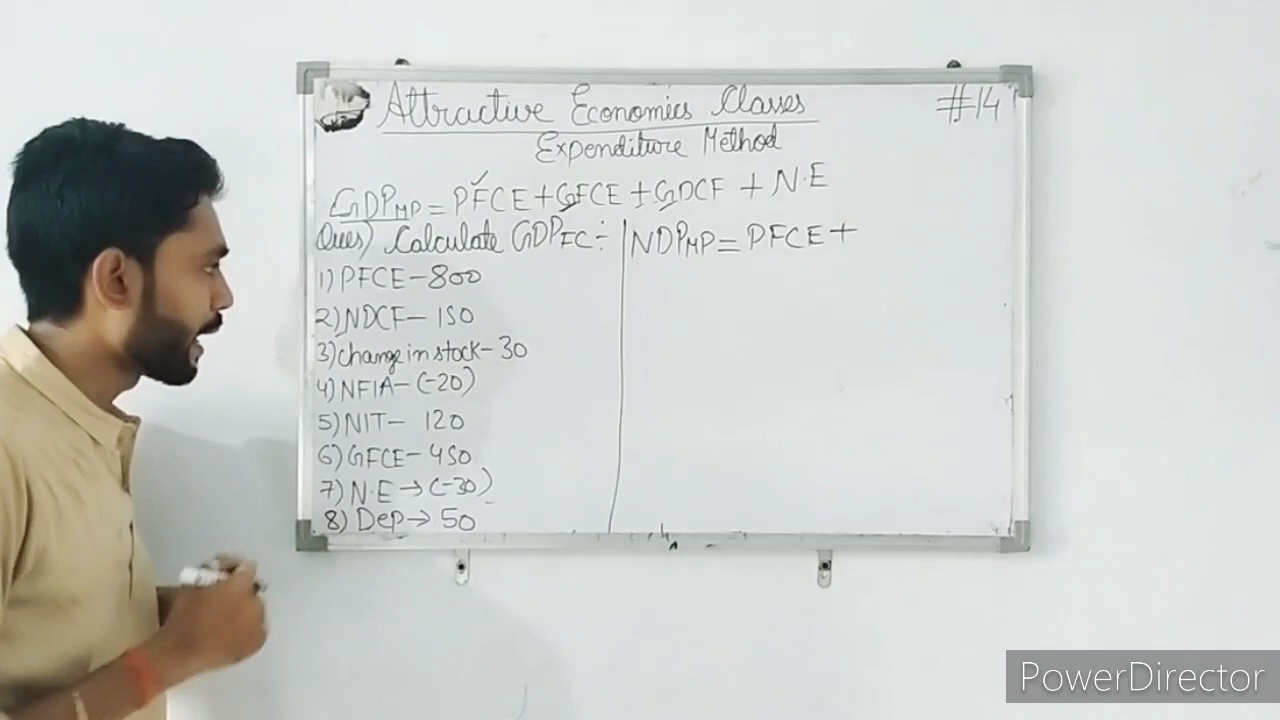 Attractive Economics Classes
#14
Expenditure Method
GDPMP = PFCE + GFCE + GDCF + N.E
Ques) Calculate GDPFC:-
NDPMP = PFCE +
1) PFCE - 800
2) NDCF - 150
3) change in stock - 30
4) NFIA - (-20)
5) NIT - 120
6) GFCE - 450
7) N.E → (-30)
8) Dep → 50
PowerDirector